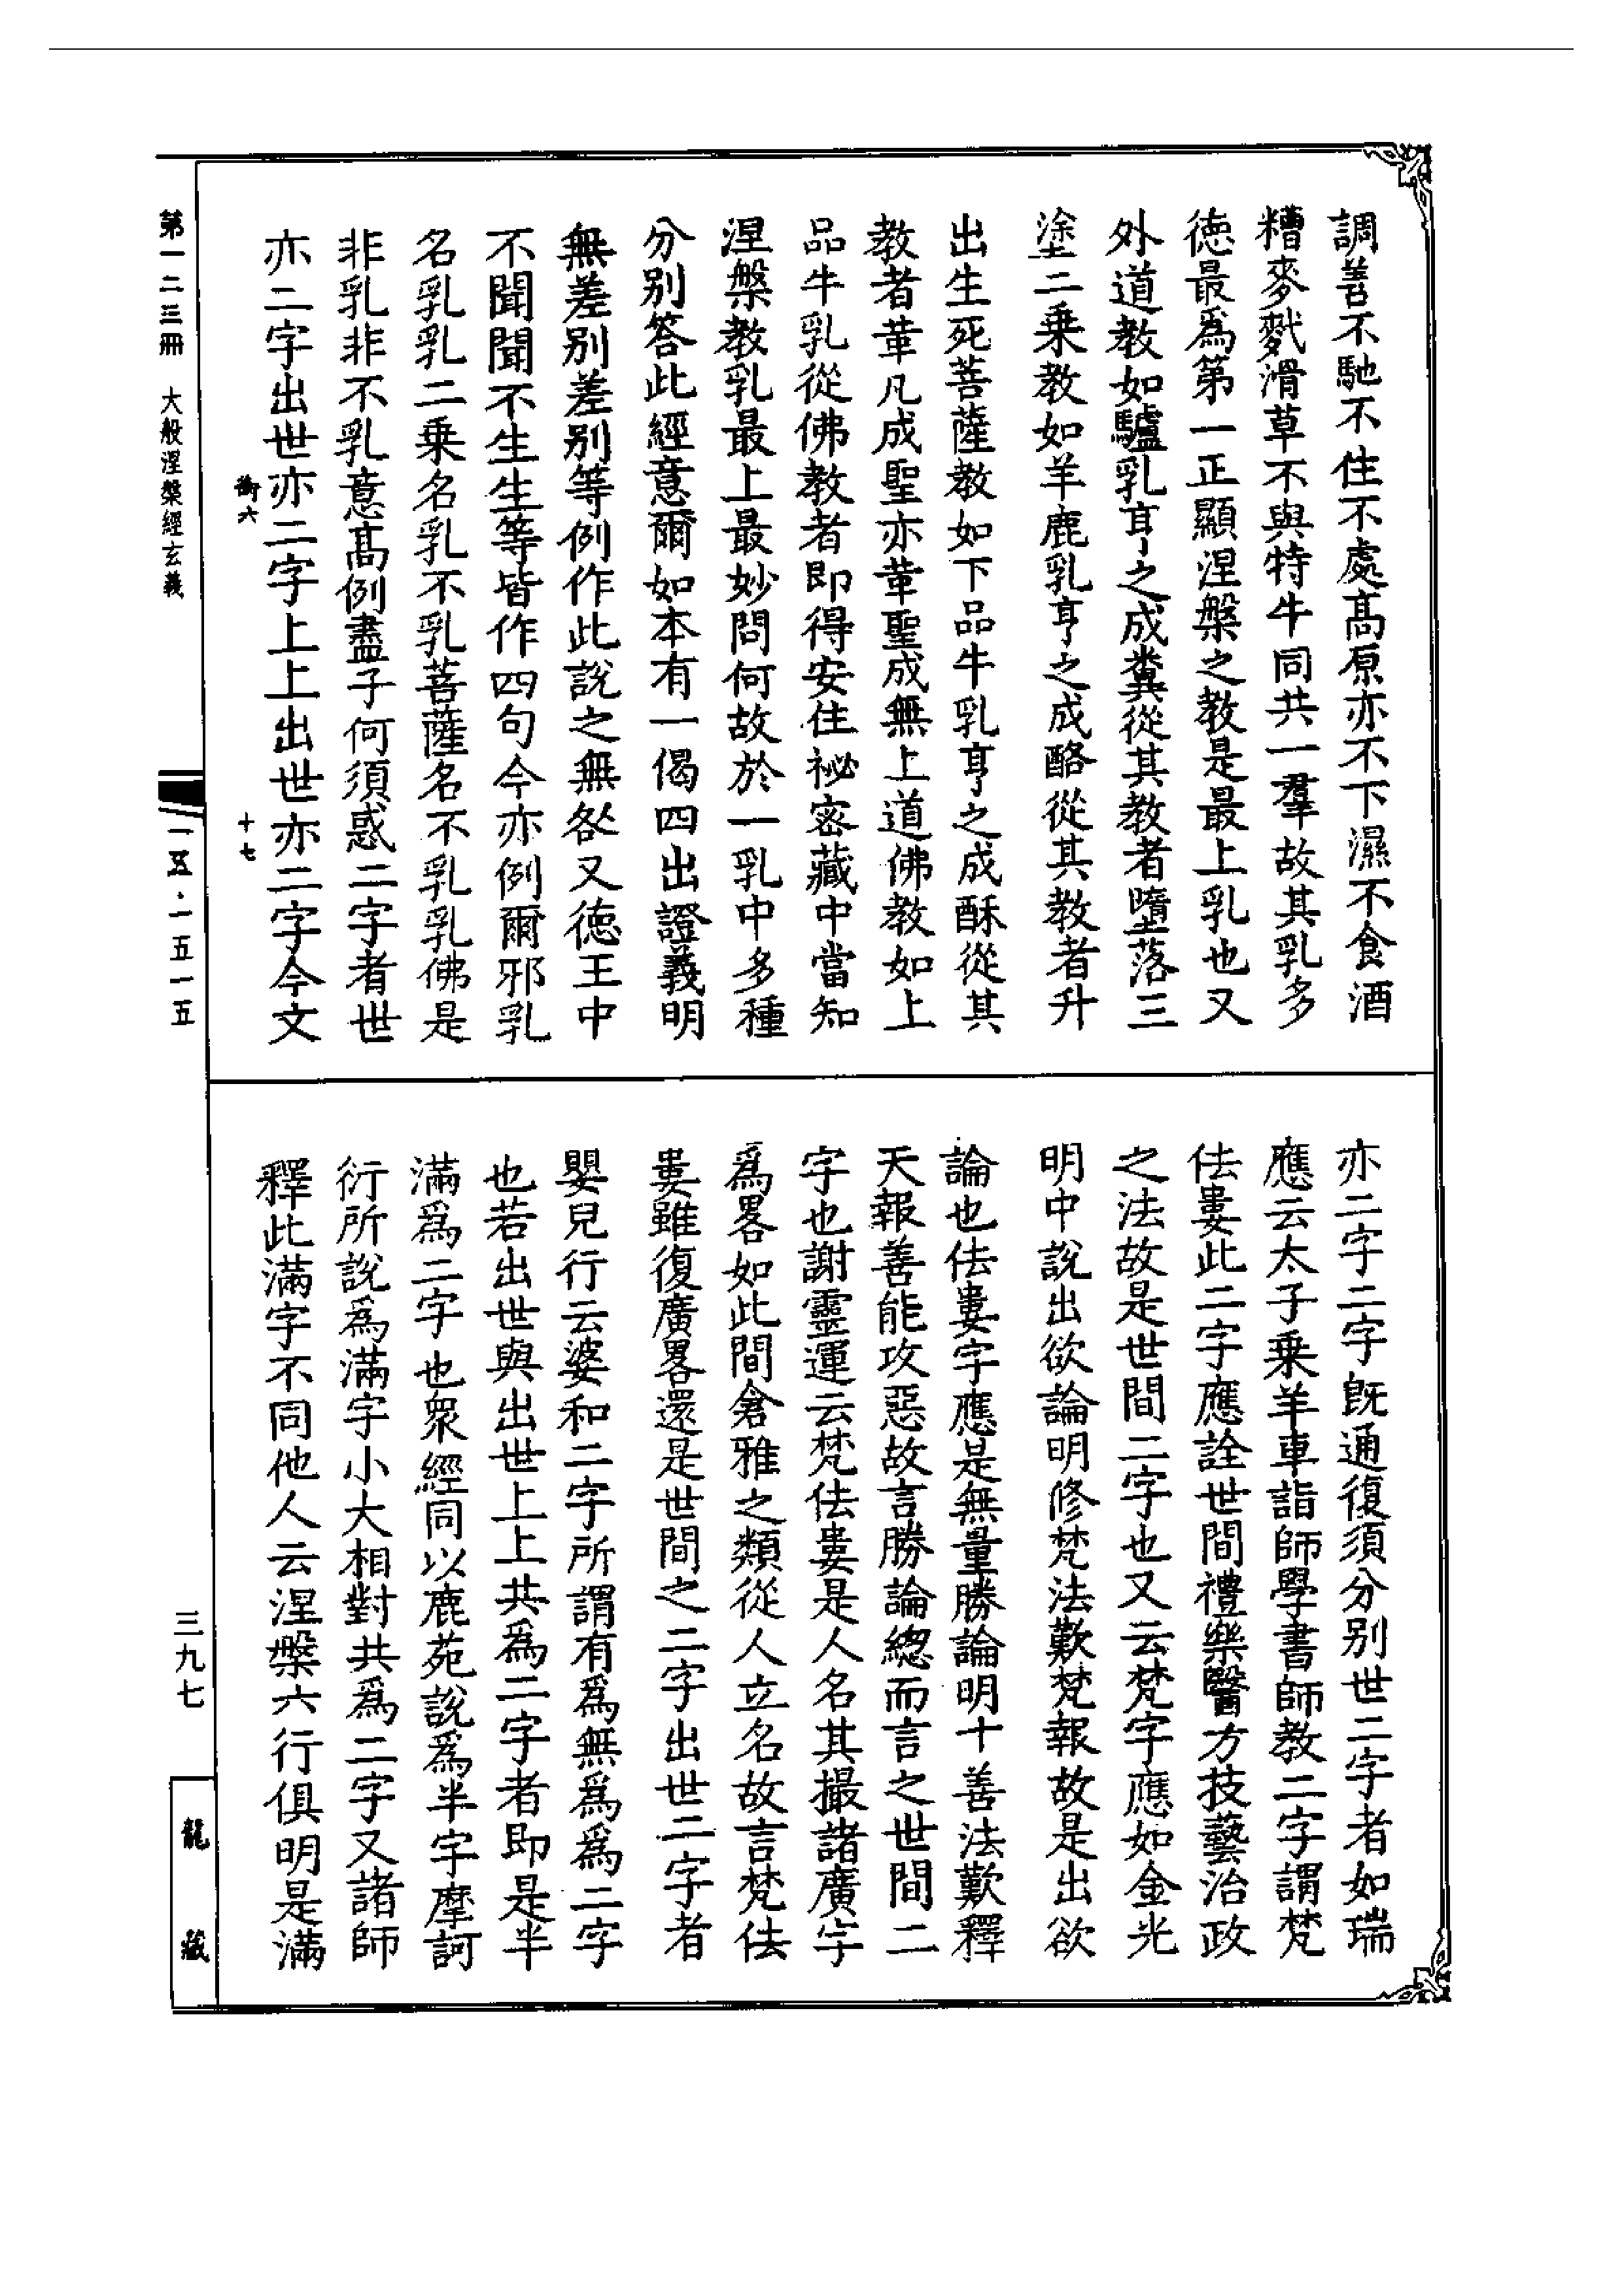 調善不馳不住不處髙原亦不下濕不食酒
糟麥麩滑草不與特牛同共一羣故其乳多
徳最爲第一正顯涅槃之教是最上乳也又
外道教如驢乳㪅之成糞從其教者墮落三
塗二乗教如羊鹿乳㪅之成酪從其教者升
出生死菩薩教如下品牛乳㪅之成酥從其
教者革凡成聖亦革聖成無上道佛教如上
品牛乳從佛教者即得安住祕密藏中當知
涅槃教乳最上最妙問何故於一乳中多種
分别答此經意爾如本有一偈四出證義明
無差别差别等例作此說之無咎又徳王中
不聞聞不生生等皆作四句今亦例爾邪乳
名乳乳二乗名乳不乳菩薩名不乳乳佛是
非乳非不乳意髙例盡子何須惑二字者世
亦二字出世亦二字上上出世亦二字今文
亦二字二字旣通復須分别世二字者如瑞
應云太子乗羊車詣師學書師教二字謂梵
佉婁此二字應詮世間禮樂醫方技藝治政
之法故是世間二字也又云梵字應如金光
明中說出欲論明修梵法歎梵報故是出欲
論也佉婁字應是無量勝論明十善法歎釋
天報善能攻惡故言勝論緫而言之世間二
字也謝靈運云梵佉婁是人名其撮諸廣字
爲畧如此間倉雅之類從人立名故言梵佉
婁雖復廣畧還是世間之二字出世二字者
嬰兒行云婆和二字所謂有爲無爲爲二字
也若出世與出世上上共爲二字者即是半
滿爲二字也衆經同以鹿苑說爲半字摩訶
衍所說爲滿字小大相對共爲二字又諸師
釋此滿字不同他人云涅槃六行俱明是滿
第一二三冊 大般涅槃經玄義
衡六
十七
一五·一五一五
三九七
龍藏